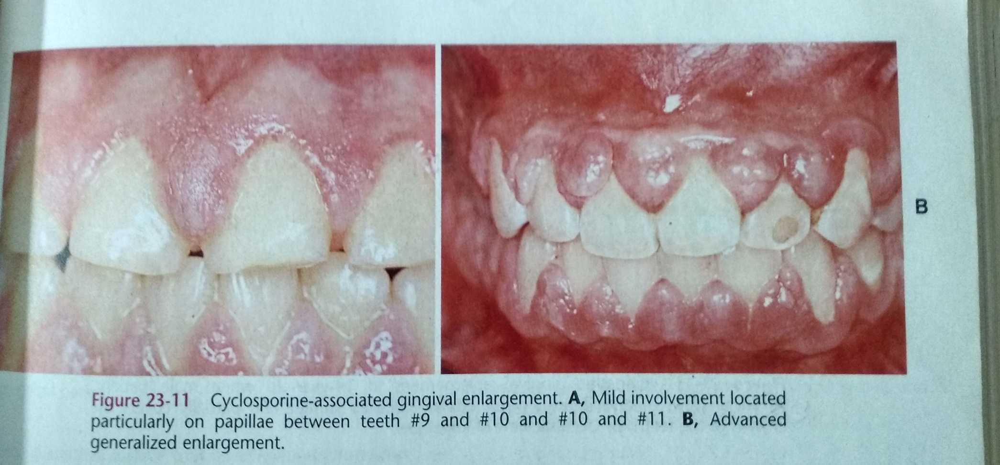 B
Figure 23-11 Cyclosporine-associated gingival enlargement. A, Mild involvement located
particularly on papillae between teeth #9 and #10 and #10 and #11. B, Advanced
generalized enlargement.